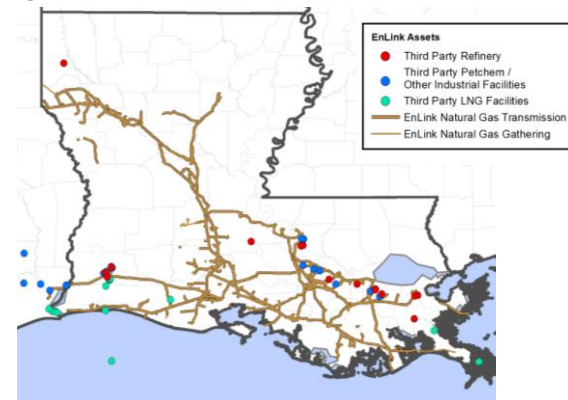 EnLink Assets
Third Party Refinery
Third Party Petchem /
Other Industrial Facilities
Third Party LNG Facilities
EnLink Natural Gas Transmission
EnLink Natural Gas Gathering